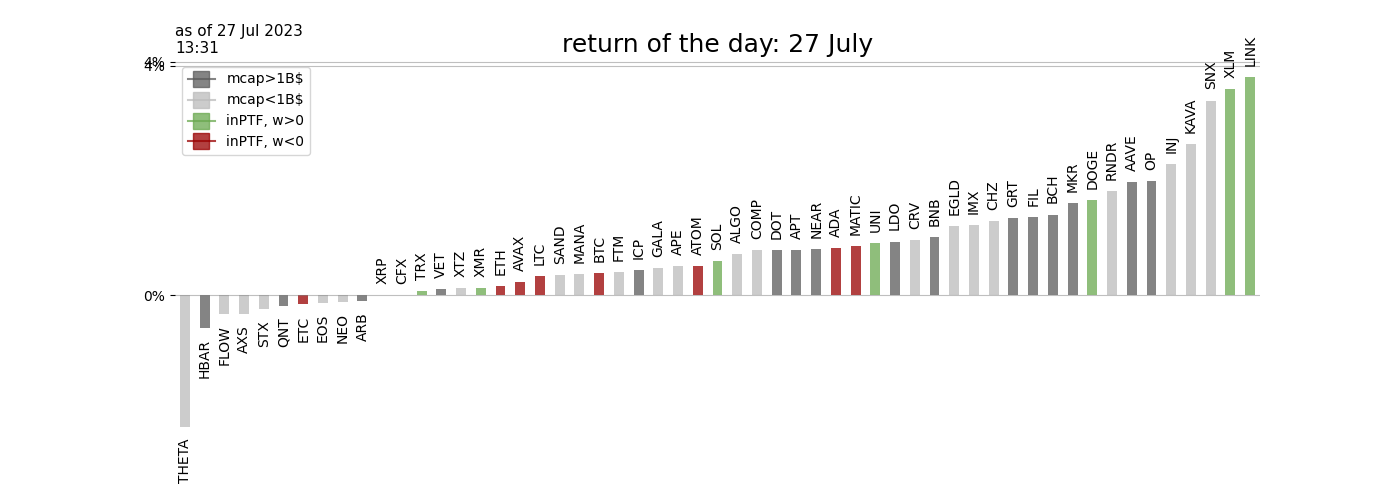 as of 27 Jul 2023
13:31
return of the day: 27 July
4%
4%
mcap>1B$
mcap<1B$
inPTF, w>0
inPTF, w<0
0%
THETA
HBAR
FLOW
AXS
STX
QNT
ETC
EOS
NEO
ARB
XRP
CFX
TRX
VET
XTZ
XMR
ETH
AVAX
LTC
SAND
MANA
BTC
FTM
ICP
GALA
APE
ATOM
SOL
ALGO
COMP
DOT
APT
NEAR
ADA
MATIC
UNI
LDO
CRV
BNB
EGLD
IMX
CHZ
GRT
FIL
BCH
MKR
DOGE
RNDR
AAVE
OP
INJ
KAVA
SNX
XLM
LINK